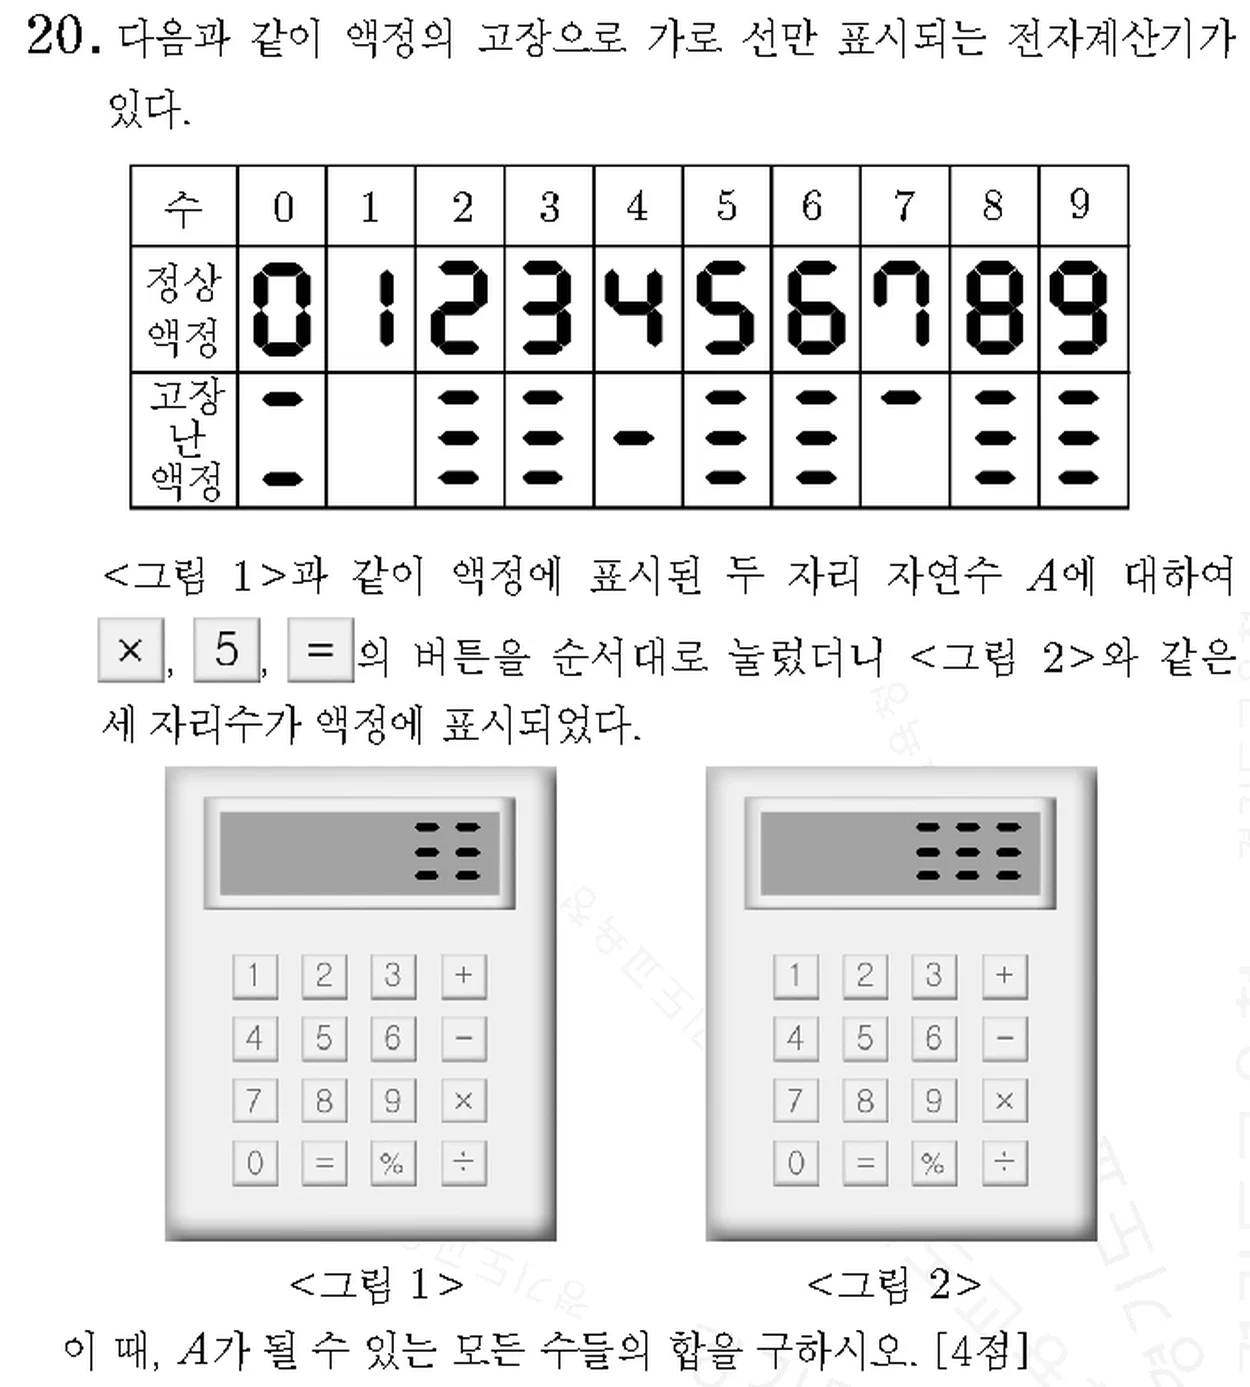 20. 다음과 같이 액정의 고장으로 가로 선만 표시되는 전자계산기가
있다.
수 0 1 2 3 4 5 6 7 8 9
정상
액정 0 1 2 3 4 5 6 7 8 9
고장
난
액정
<그림 1>과 같이 액정에 표시된 두 자리 자연수 A에 대하여
×, 5, =의 버튼을 순서대로 눌렀더니 <그림 2>와 같은
세 자리수가 액정에 표시되었다.
1 2 3 +
4 5 6 −
7 8 9 ×
0 = % ÷
<그림 1>
1 2 3 +
4 5 6 −
7 8 9 ×
0 = % ÷
<그림 2>
이 때, A가 될 수 있는 모든 수들의 합을 구하시오. [4점]